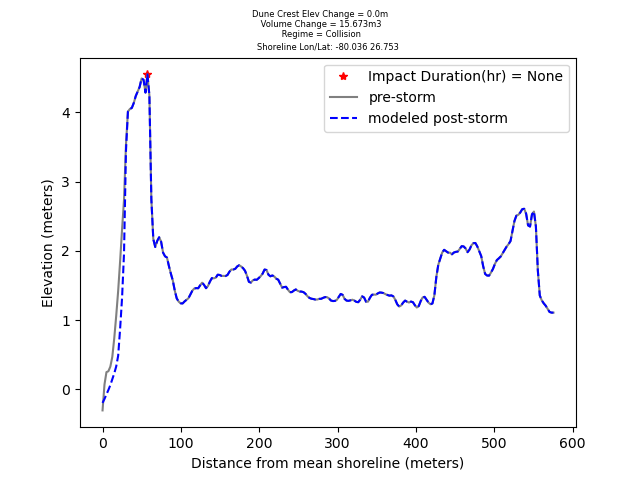 Dune Crest Elev Change = 0.0m
Volume Change = 15.673m3
Regime = Collision
Shoreline Lon/Lat: -80.036 26.753
Impact Duration(hr) = None
pre-storm
modeled post-storm
Elevation (meters)
4
3
2
1
0
0 100 200 300 400 500 600
Distance from mean shoreline (meters)